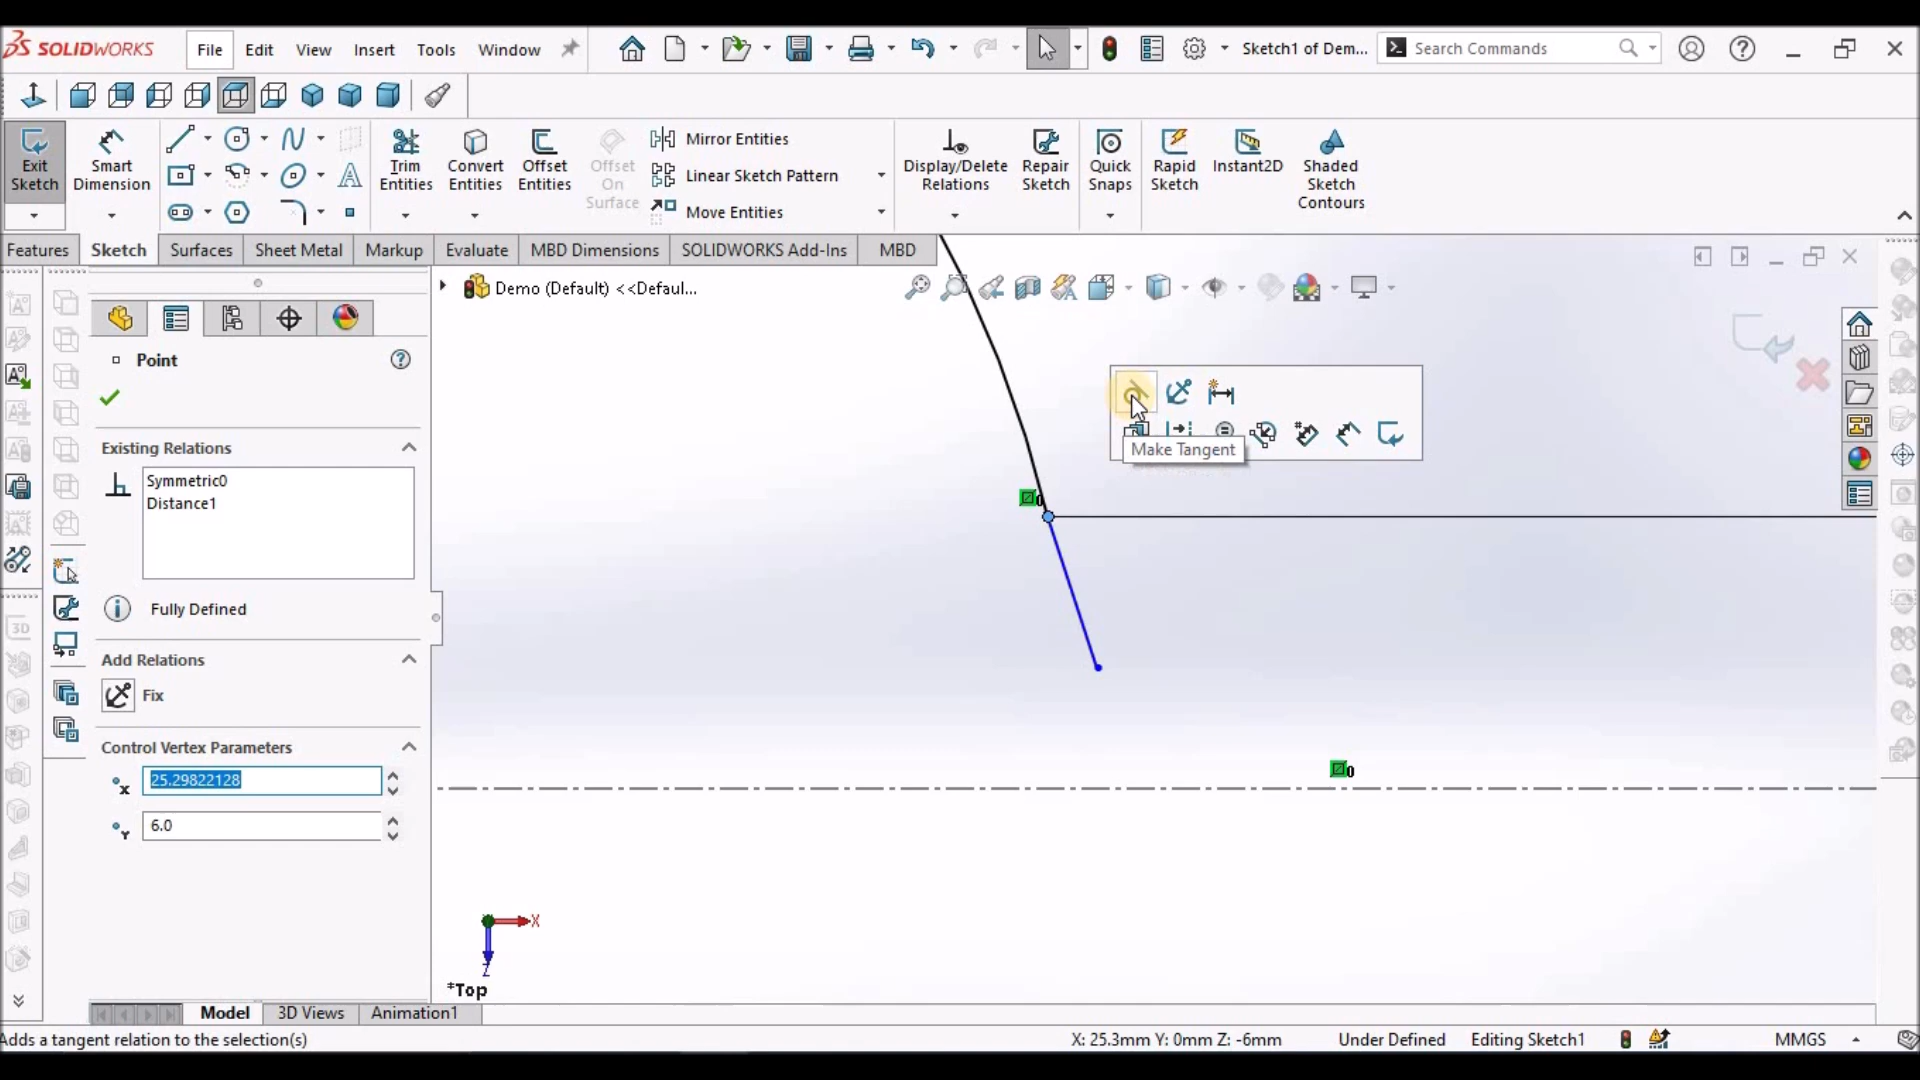 SOLIDWORKS File Edit View Insert Tools Window Sketch1 of Dem... Search Commands
Exit Sketch
Smart Dimension
Trim Entities
Convert Entities
Offset Entities
Offset On Surface
Mirror Entities
Linear Sketch Pattern
Move Entities
Display/Delete Relations
Repair Sketch
Quick Snaps
Rapid Sketch
Instant2D
Shaded Sketch Contours
Features Sketch Surfaces Sheet Metal Markup Evaluate MBD Dimensions SOLIDWORKS Add-Ins MBD
Demo (Default) <<Defaul...
Point
Existing Relations
Symmetric0
Distance1
Fully Defined
Add Relations
Fix
Control Vertex Parameters
X 25.29822128
Y 6.0
Make Tangent
0
0
3D
X
Z
*Top
Model 3D Views Animation1
Adds a tangent relation to the selection(s) X: 25.3mm Y: 0mm Z: -6mm Under Defined Editing Sketch1 MMGS